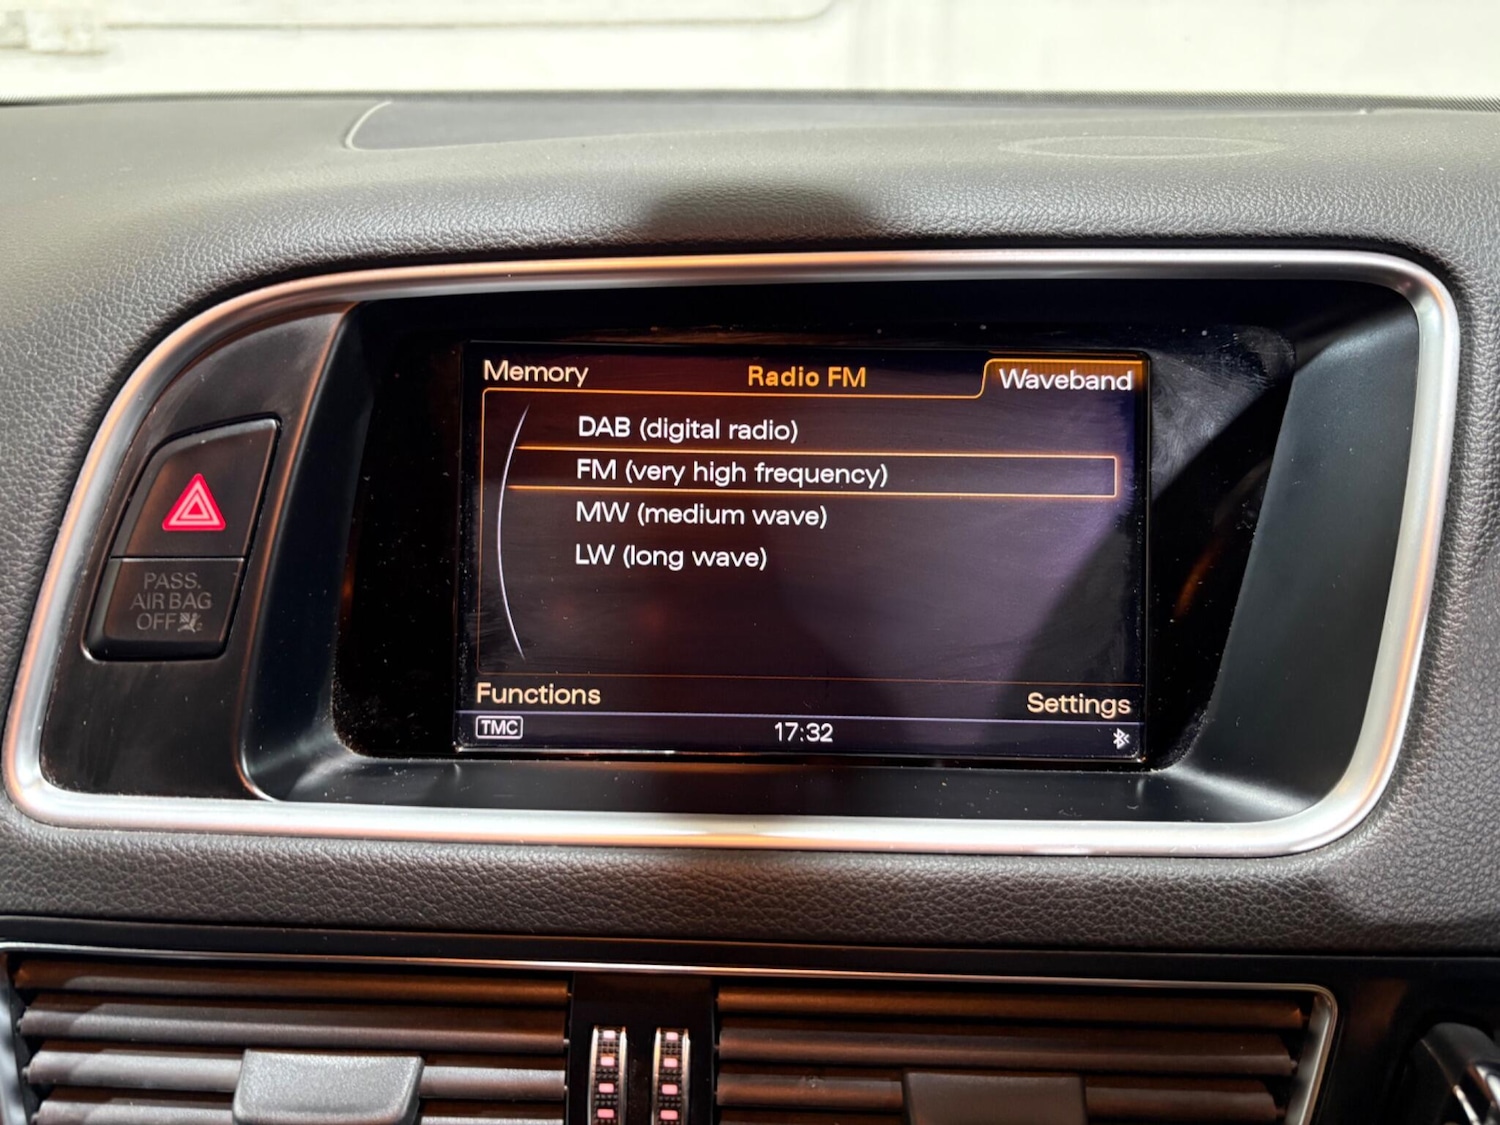 Memory
Radio FM
Waveband
DAB (digital radio)
FM (very high frequency)
MW (medium wave)
LW (long wave)
Functions
Settings
TMC
17:32
PASS.
AIR BAG
OFF